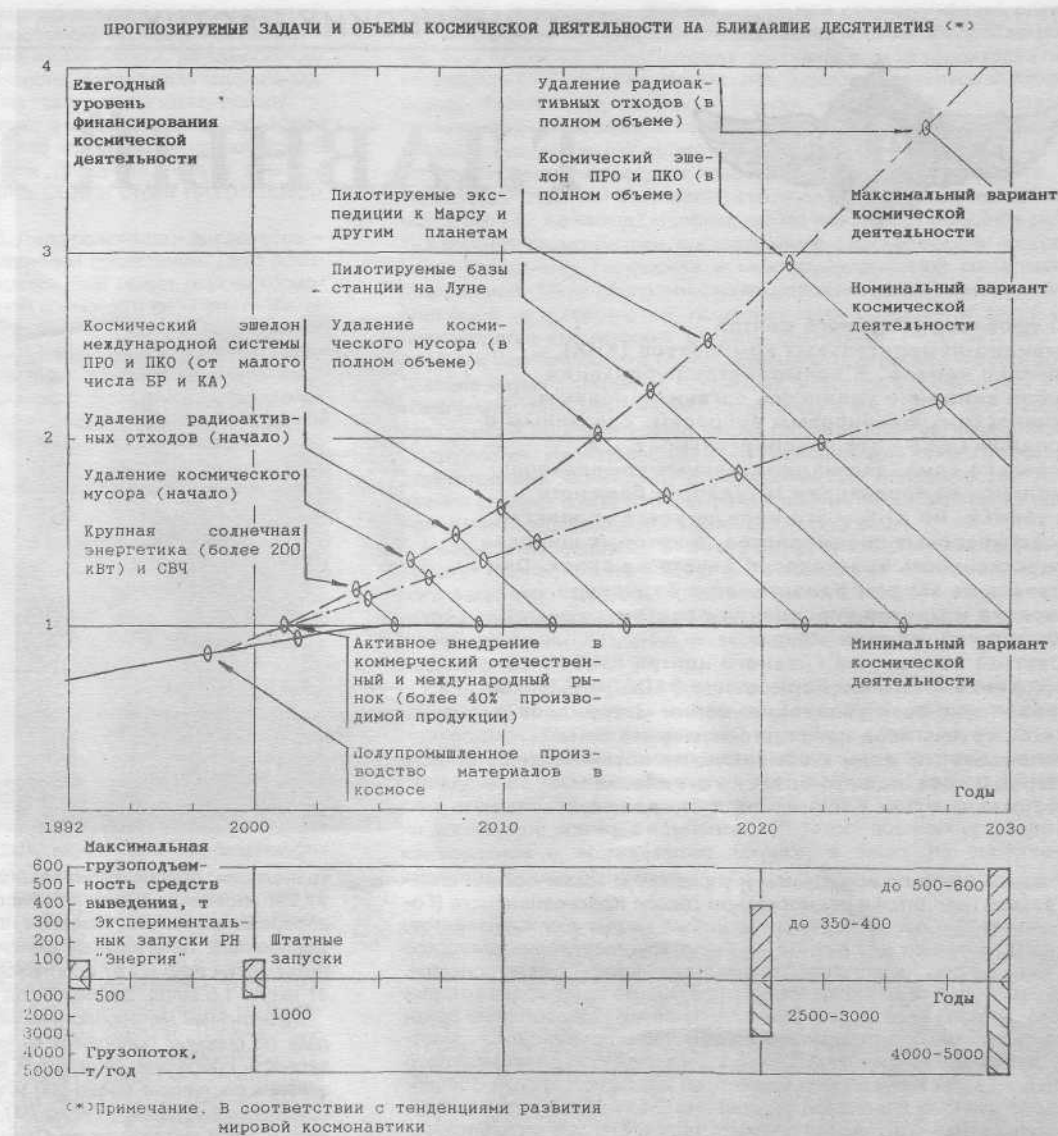 ПРОГНОЗИРУЕМЫЕ ЗАДАЧИ И ОБЪЕМЫ КОСМИЧЕСКОЙ ДЕЯТЕЛЬНОСТИ НА БЛИЖАЙШИЕ ДЕСЯТИЛЕТИЯ (*)
4
Ежегодный
уровень
финансирования
космической
деятельности
Удаление радиоак-
тивных отходов (в
полном объеме)
Космический эше-
лон ПРО и ПКО (в
полном объеме)
Пилотируемые экс-
педиции к Марсу и
другим планетам
Максимальный вариант
космической
деятельности
3
Пилотируемые базы
станции на Луне
Номинальный вариант
космической
деятельности
Космический эшелон
международной системы
ПРО и ПКО (от малого
числа БР и КА)
Удаление косми-
ческого мусора (в
полном объеме)
Удаление радиоактив-
ных отходов (начало)
2
Удаление космического
мусора (начало)
Крупная солнечная
энергетика (более 200
кВт) и СВЧ
1
Активное внедрение в
коммерческий отечествен-
ный и международный ры-
нок (более 40% произво-
димой продукции)
Минимальный вариант
космической
деятельности
Полупромышленное произ-
водство материалов в
космосе
Годы
1992 2000 2010 2020 2030
Максимальная
грузоподъем-
ность средств
выведения, т
600
500
400
300
200
100
Эксперименталь-
нык запуски РН
"Энергия"
Штатные
запуски
до 350-400
до 500-600
1000
2000
3000
4000
5000
500
1000
2500-3000
Годы
4000-5000
Грузопоток,
т/год
(*)Примечание. В соответствии с тенденциями развития
мировой космонавтики